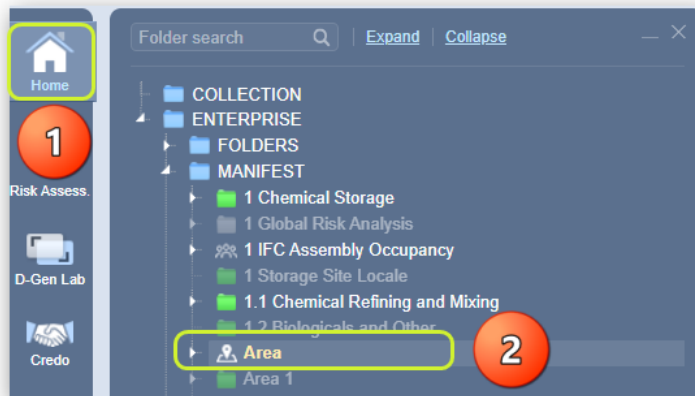 Home
1
Risk Assess.
D-Gen Lab
Credo
Folder search
Expand
Collapse
COLLECTION
ENTERPRISE
FOLDERS
MANIFEST
1 Chemical Storage
1 Global Risk Analysis
1 IFC Assembly Occupancy
1 Storage Site Locale
1.1 Chemical Refining and Mixing
1.2 Biologicals and Other
Area
2
Area 1